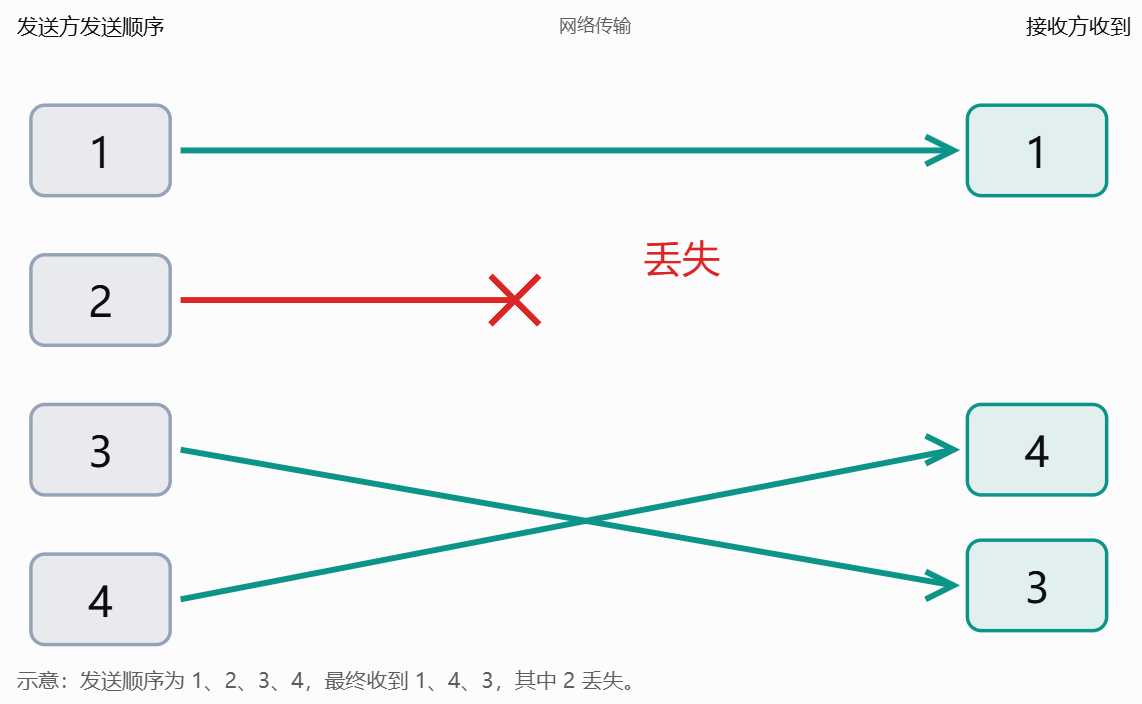 发送方发送顺序
网络传输
接收方收到
1
1
丢失
2
3
4
4
3
示意：发送顺序为 1、2、3、4，最终收到 1、4、3，其中 2 丢失。